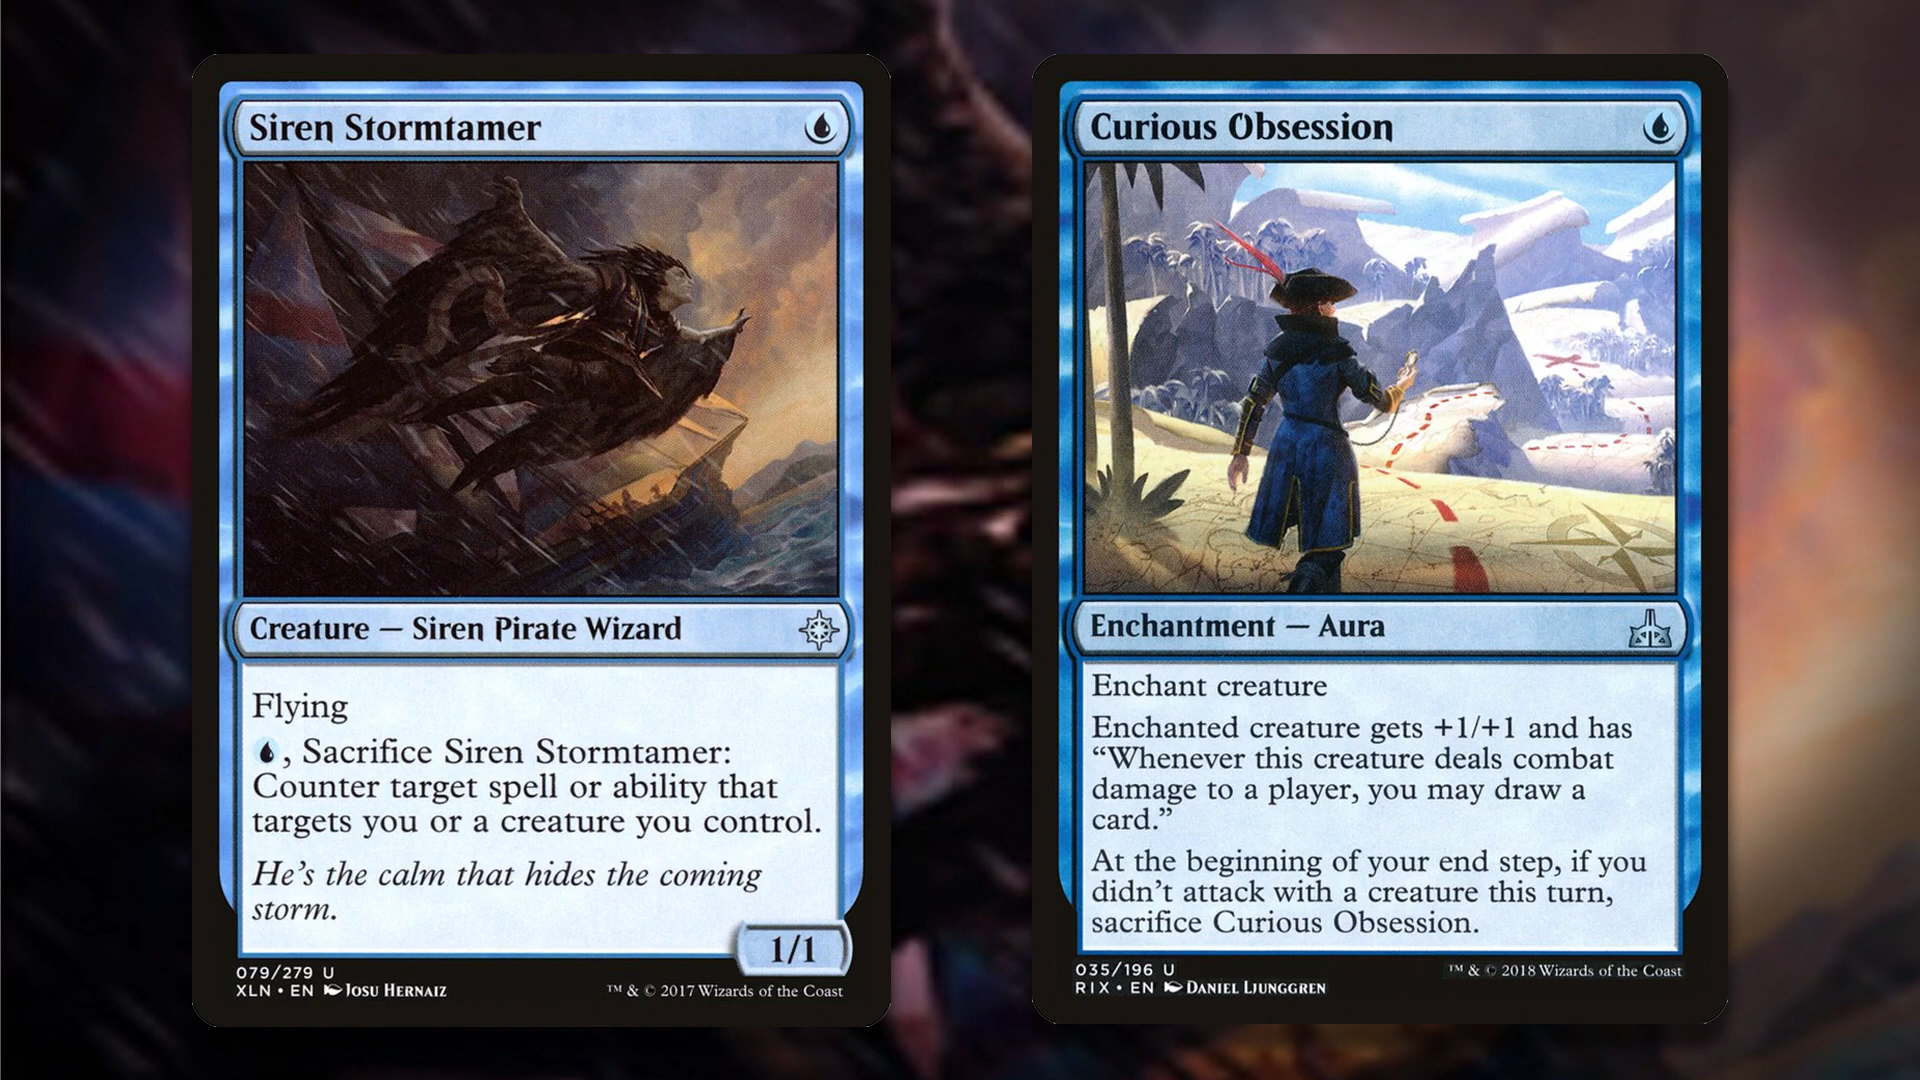 Siren Stormtamer
Creature — Siren Pirate Wizard
Flying
, Sacrifice Siren Stormtamer:
Counter target spell or ability that
targets you or a creature you control.
He's the calm that hides the coming
storm.
1/1
079/279 U
XLN • EN Josu Hernaiz
™ & © 2017 Wizards of the Coast
Curious Obsession
Enchantment — Aura
Enchant creature
Enchanted creature gets +1/+1 and has
“Whenever this creature deals combat
damage to a player, you may draw a
card.”
At the beginning of your end step, if you
didn't attack with a creature this turn,
sacrifice Curious Obsession.
035/196 U
RIX • EN Daniel Ljunggren
™ & © 2018 Wizards of the Coast